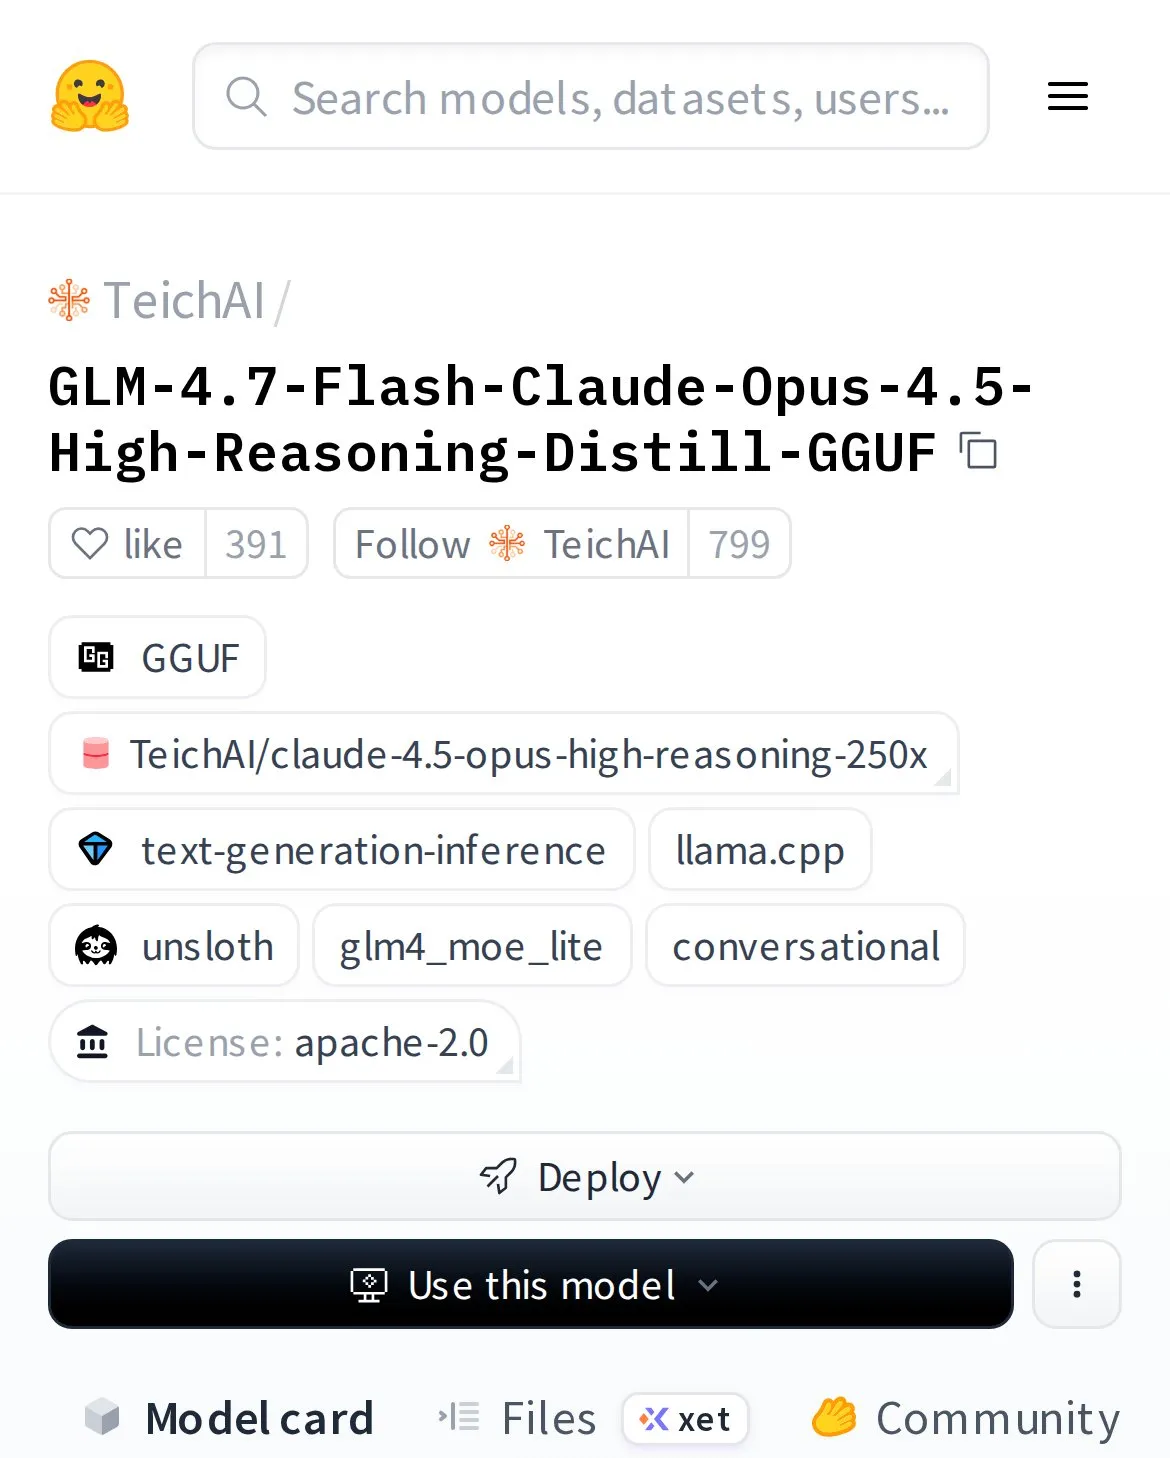 Search models, datasets, users...
TeichAI /
GLM-4.7-Flash-Claude-Opus-4.5-
High-Reasoning-Distill-GGUF
like 391 Follow TeichAI 799
GGUF
TeichAI/claude-4.5-opus-high-reasoning-250x
text-generation-inference llama.cpp
unsloth glm4_moe_lite conversational
License: apache-2.0
Deploy
Use this model
Model card Files xet Community